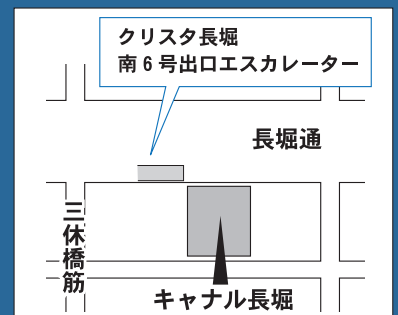 クリスタ長堀
南6号出口エスカレーター
長堀通
三休橋筋
キャナル長堀